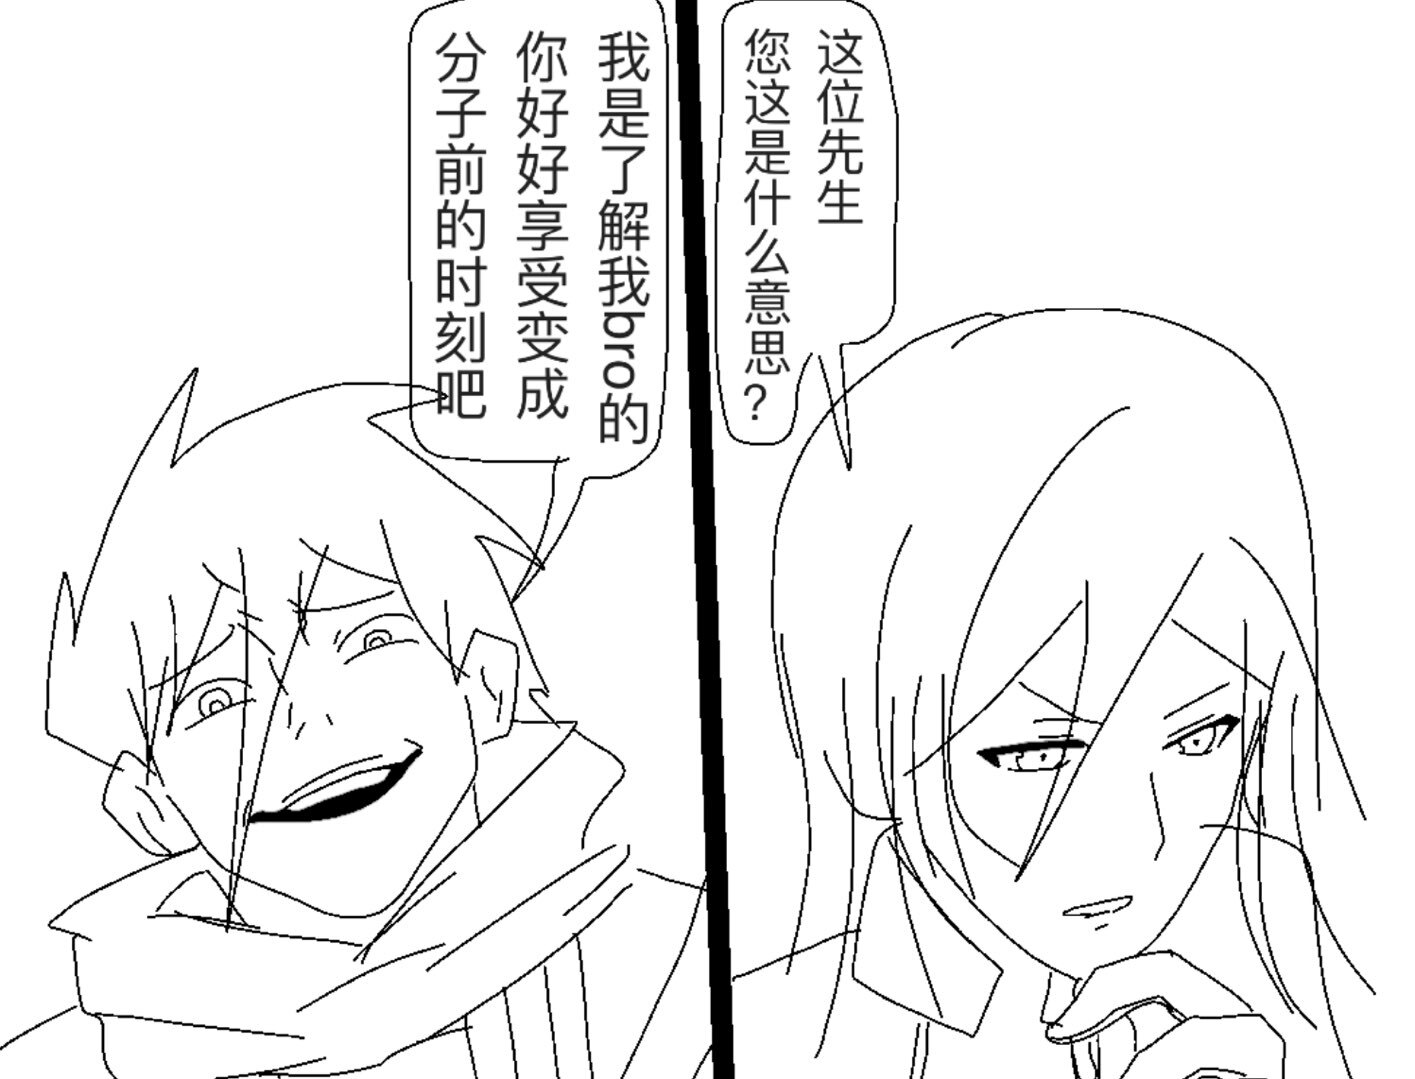 这位先生
您这是什么意思？
我是了解我bro的
你好好享受变成
分子前的时刻吧